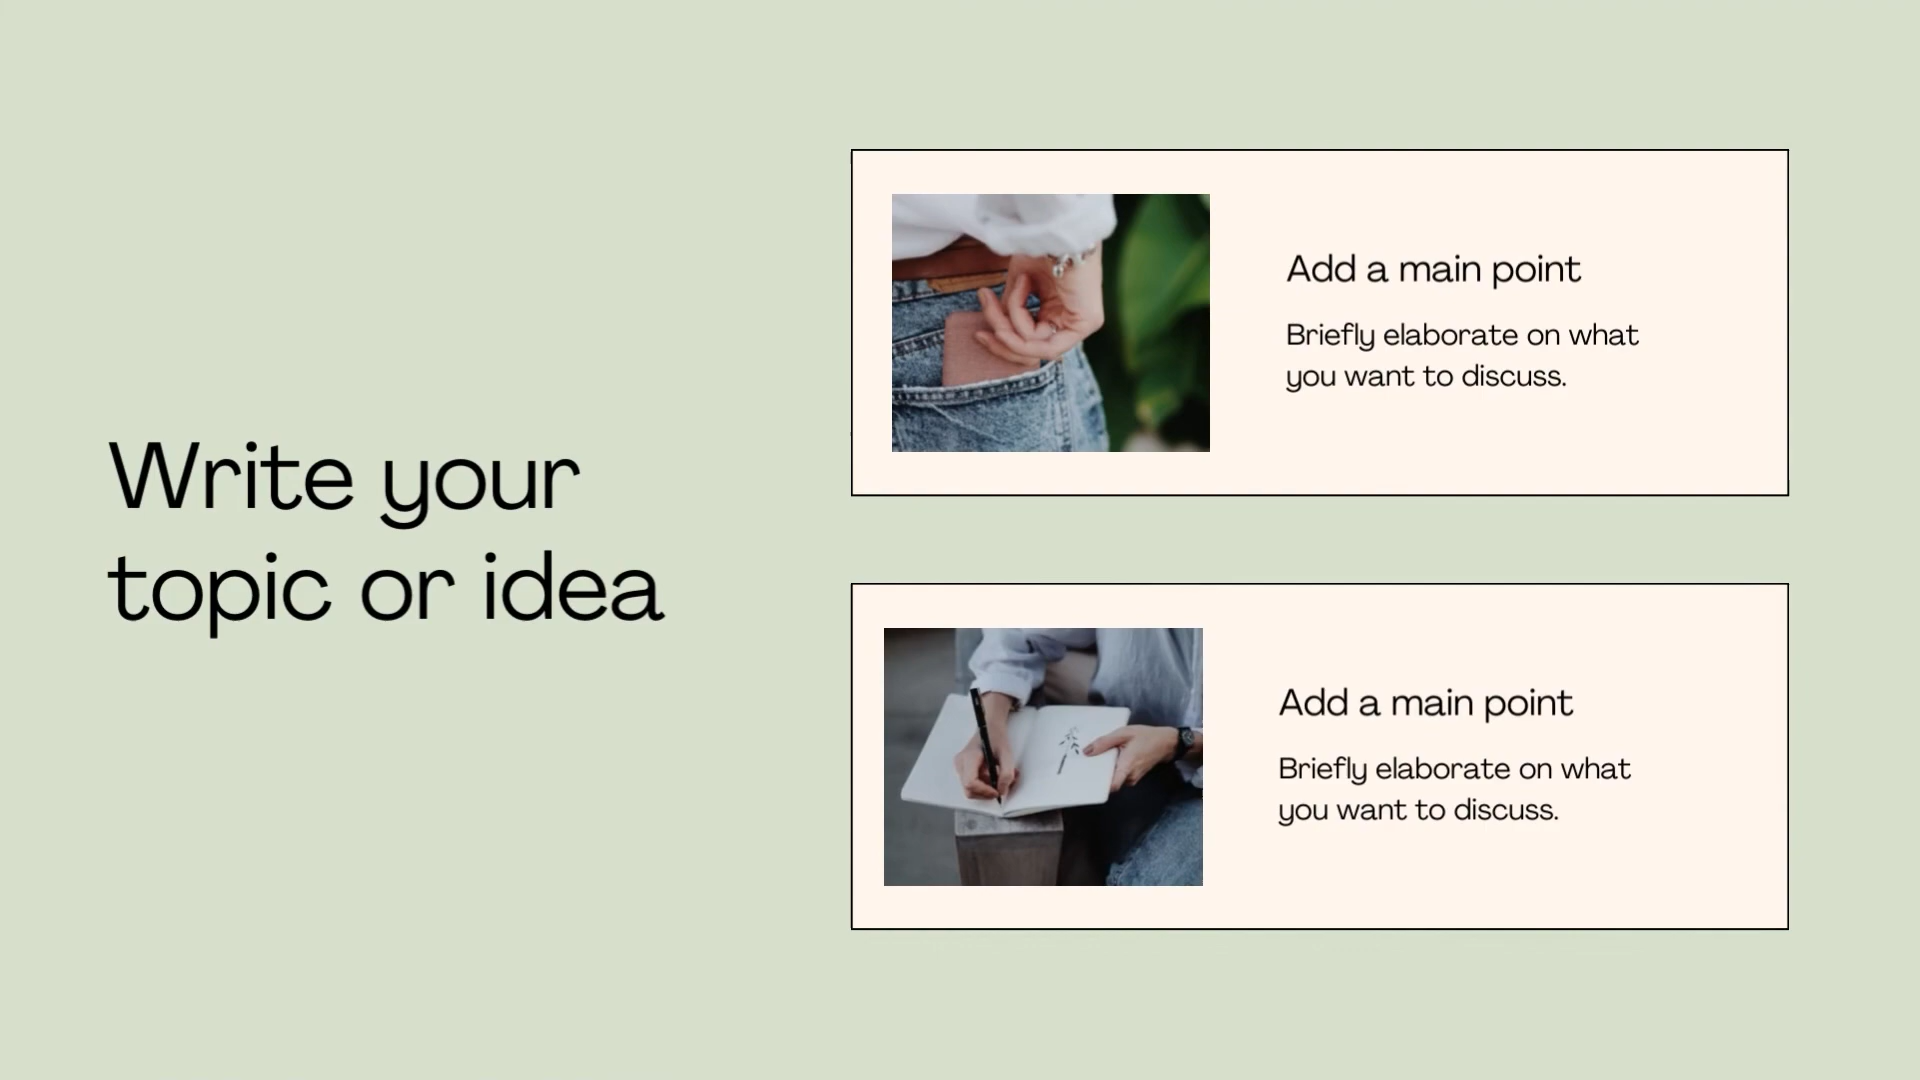 Write your
topic or idea
Add a main point
Briefly elaborate on what
you want to discuss.
Add a main point
Briefly elaborate on what
you want to discuss.